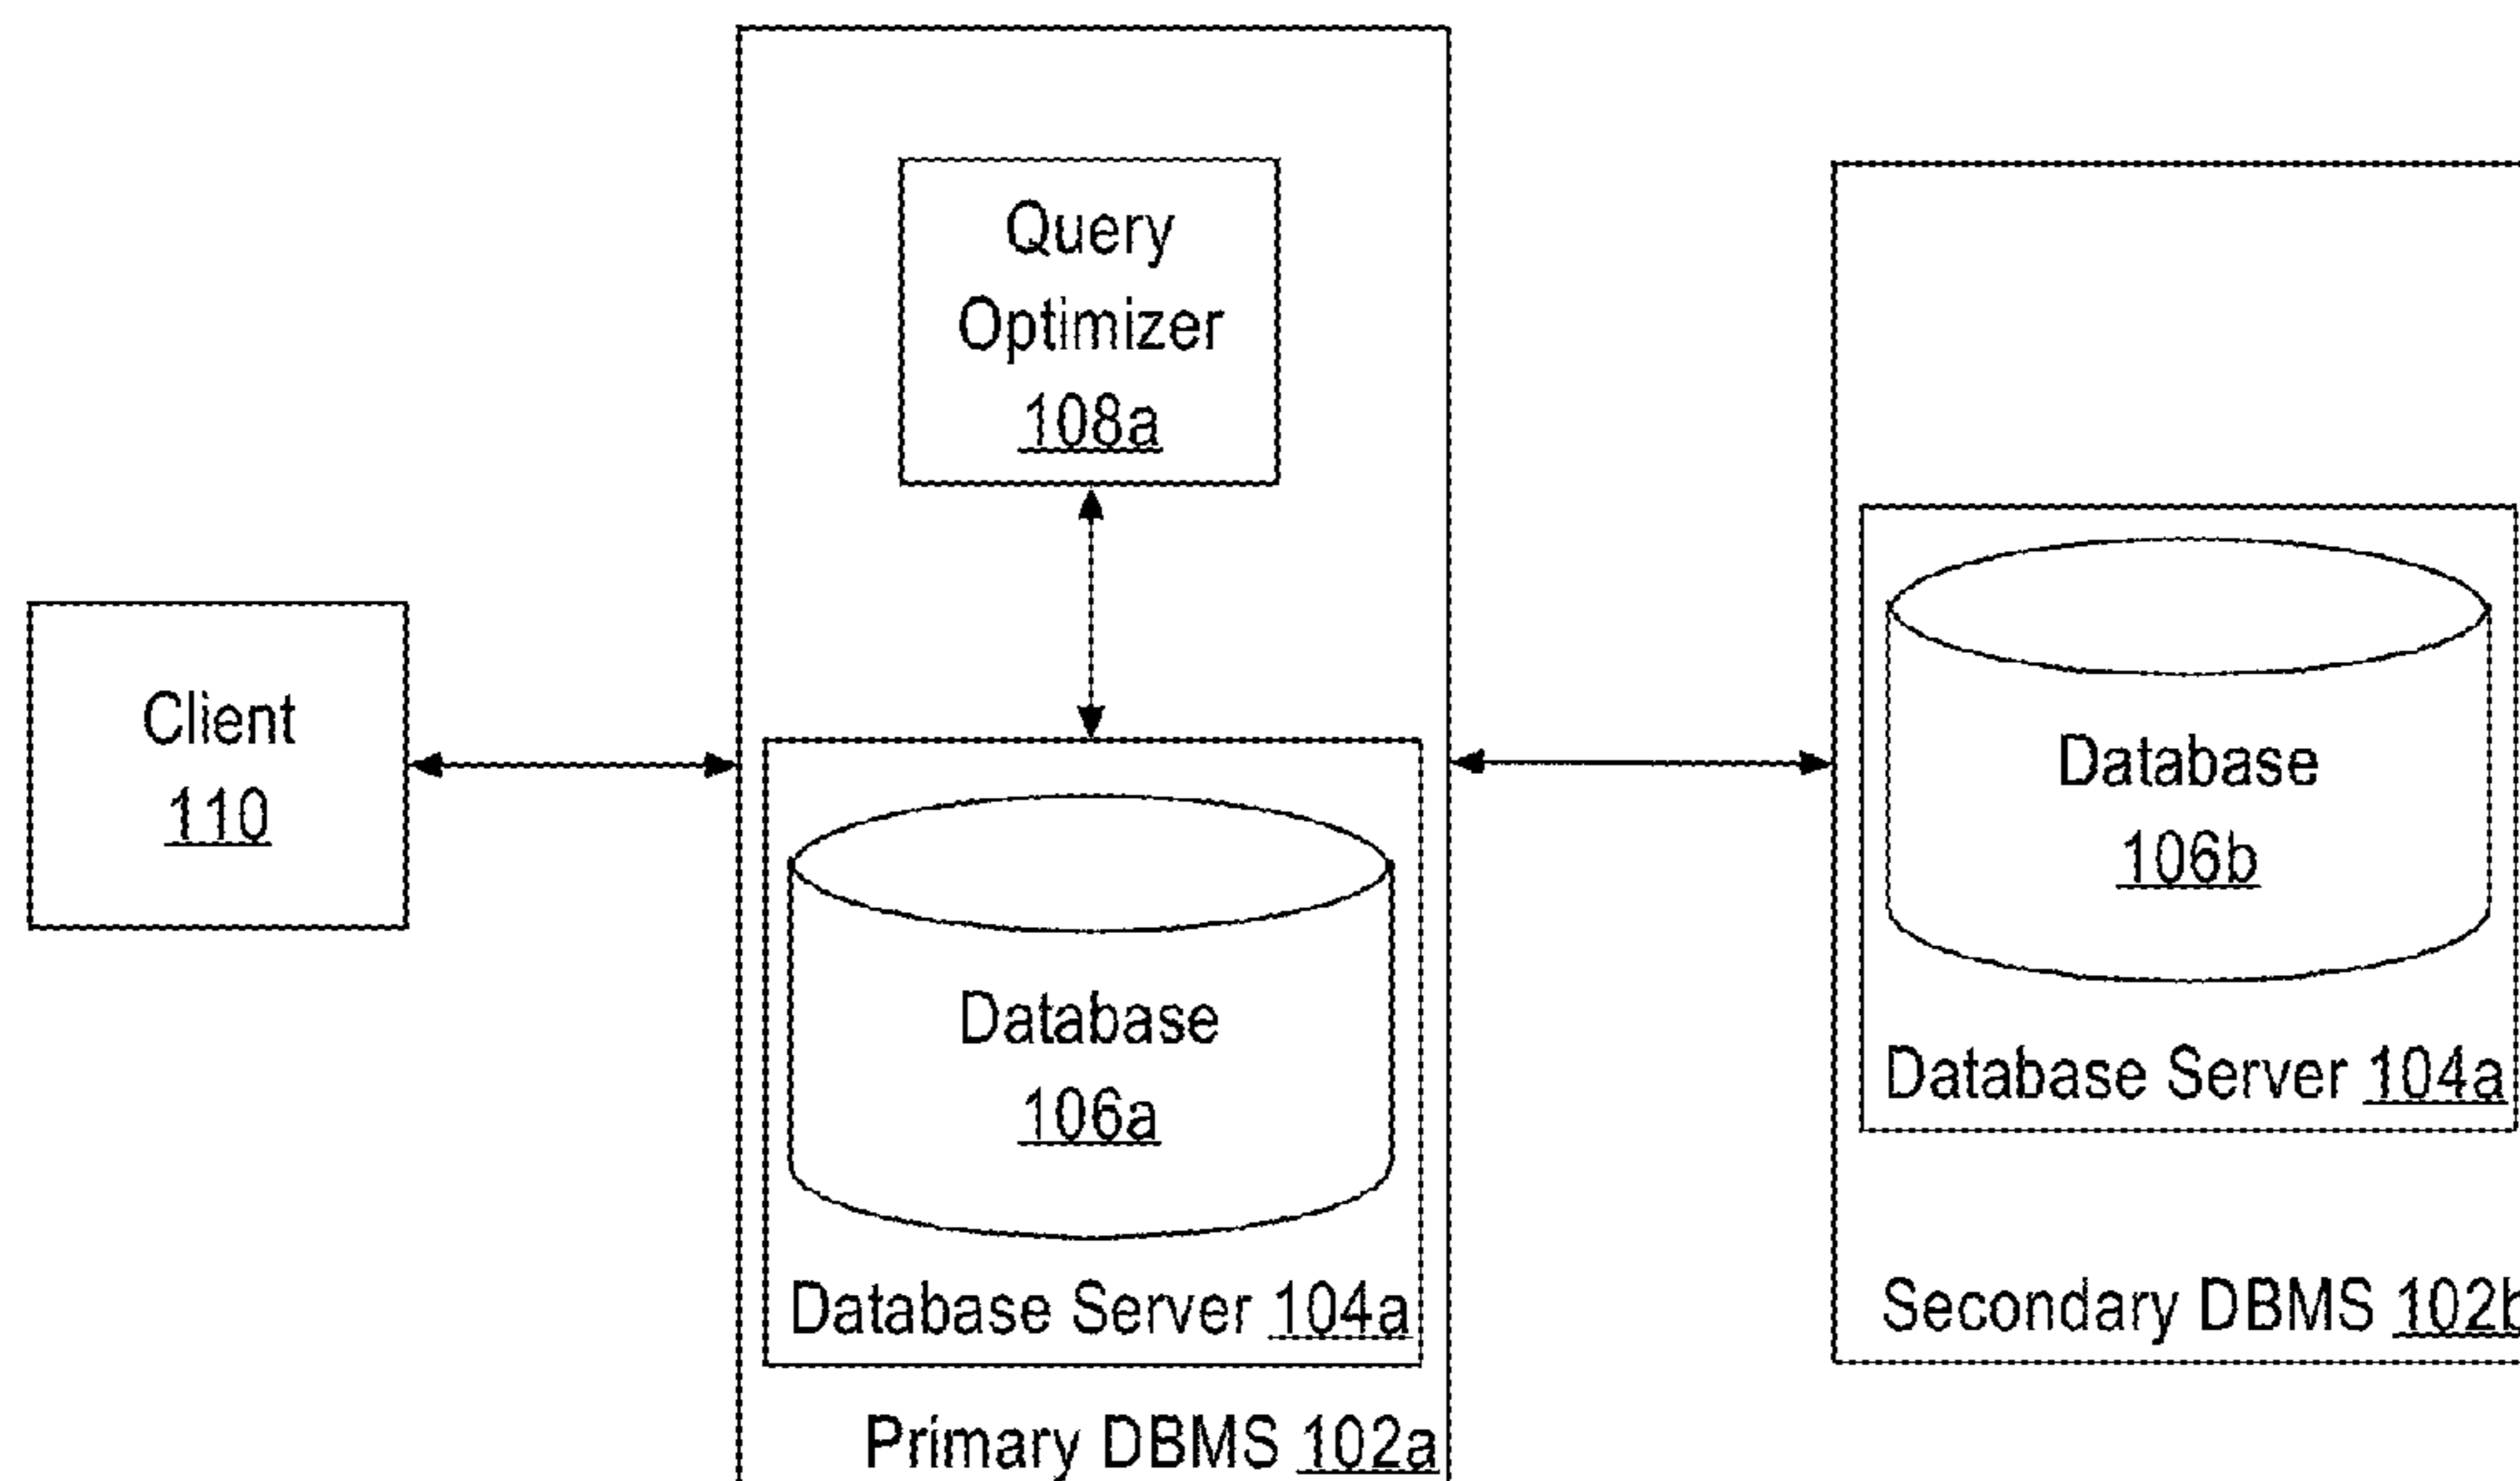 Query
Optimizer
108a
Client
110
Database
106a
Database Server 104a
Primary DBMS 102a
Database
106b
Database Server 104a
Secondary DBMS 102b